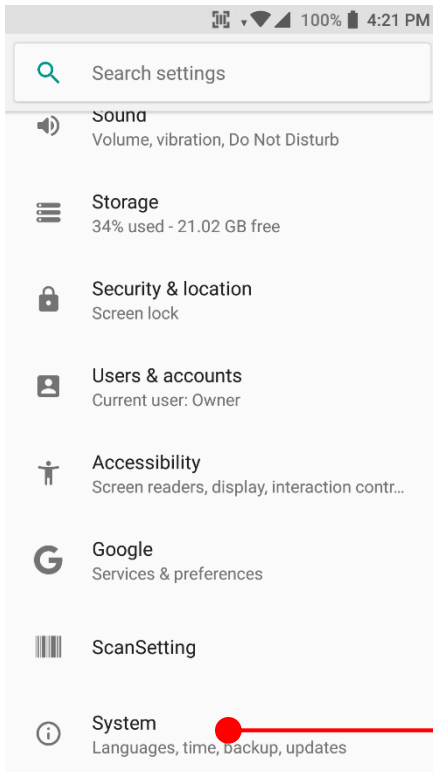 100% 4:21 PM
Search settings
Sound
Volume, vibration, Do Not Disturb
Storage
34% used - 21.02 GB free
Security & location
Screen lock
Users & accounts
Current user: Owner
Accessibility
Screen readers, display, interaction contr...
Google
Services & preferences
ScanSetting
System
Languages, time, backup, updates